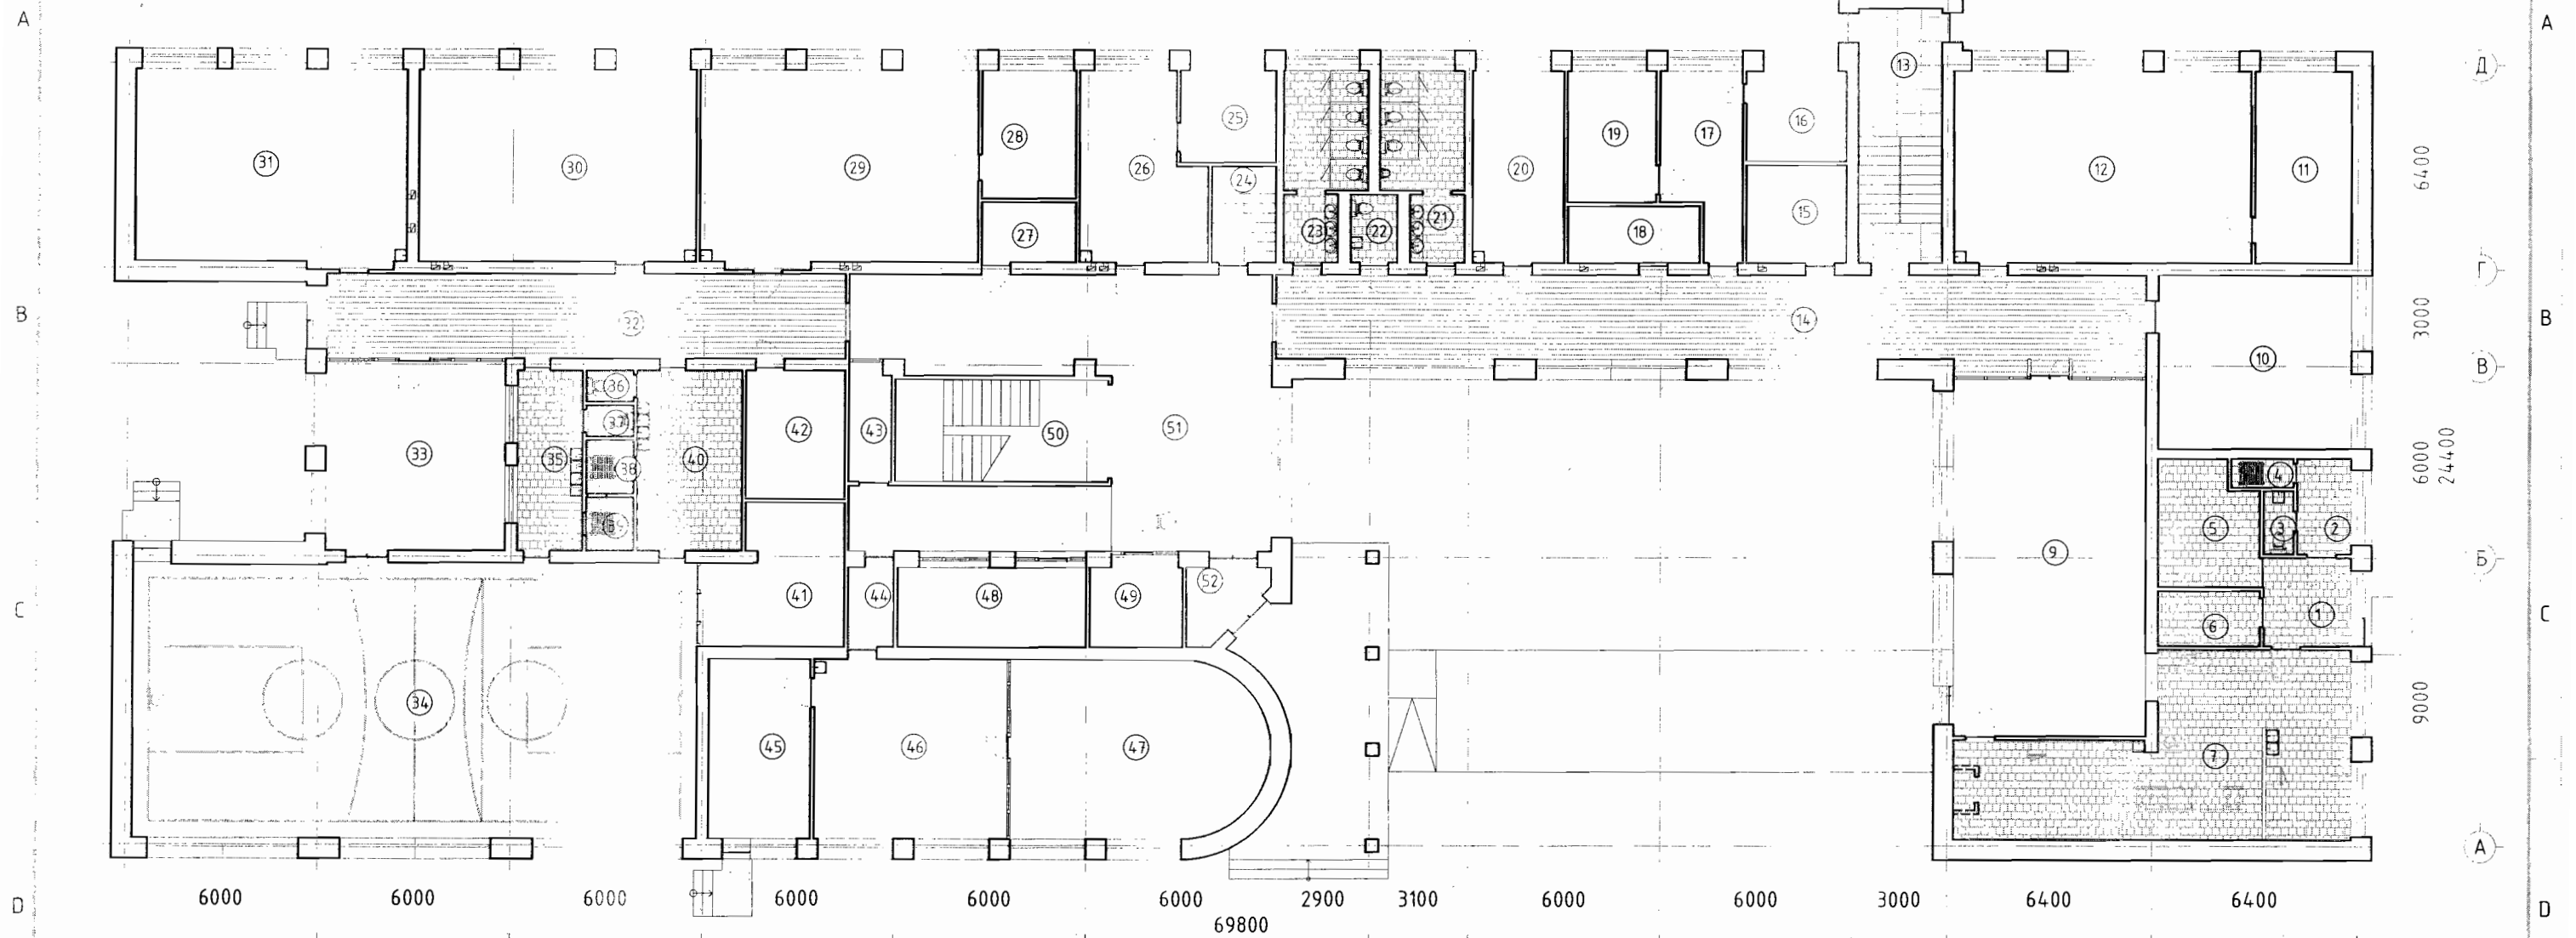 A A
13 Д
31 30 29 28 25 26 24 19 17 16 20 12 11 6400
27 23 22 21 18 15
Г
B 32 14 3000 B
10 В
36 37 42 43 50 51
33 35 38 40 6000 24400
39 4 5 3 2
9 Б
C 41 44 48 49 52 6 1 C
34 45 46 47 7 9000
А
6000 6000 6000 6000 6000 6000 2900 3100 6000 6000 3000 6400 6400
D 69800 D